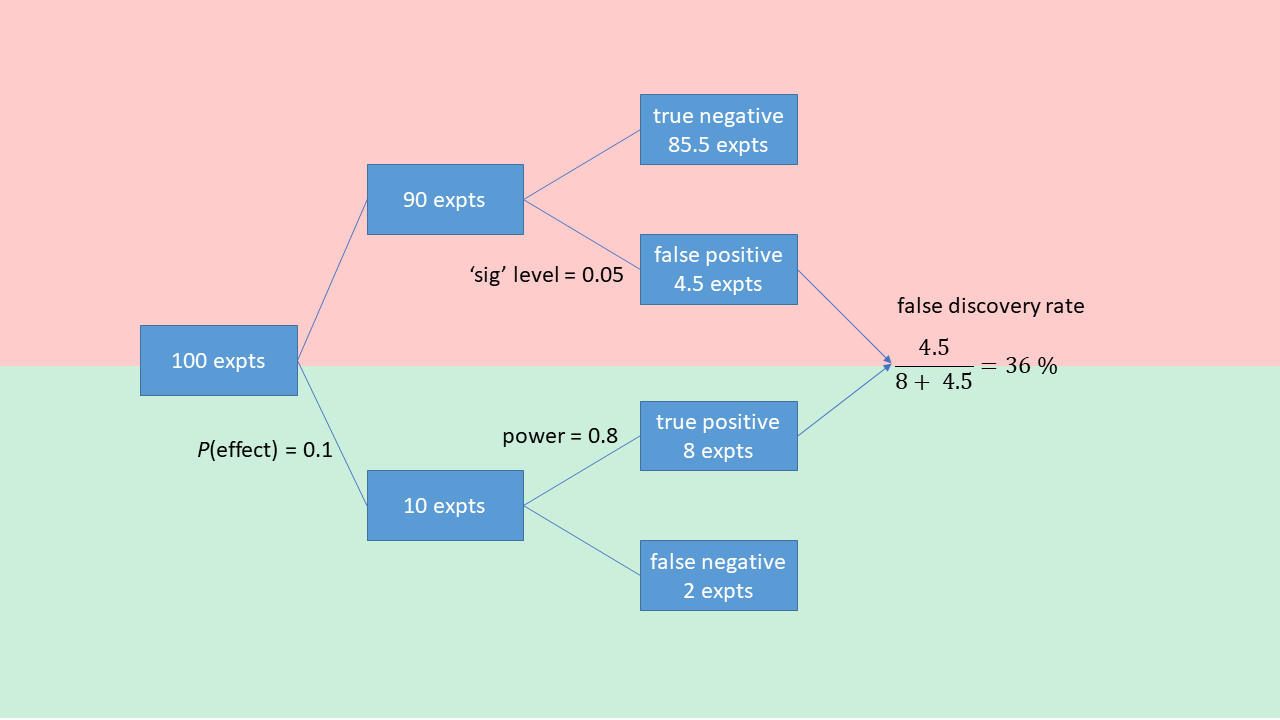 true negative
85.5 expts
90 expts
false positive
4.5 expts
‘sig’ level = 0.05
false discovery rate
100 expts
4.5
8 + 4.5
= 36 %
P(effect) = 0.1
power = 0.8
true positive
8 expts
10 expts
false negative
2 expts